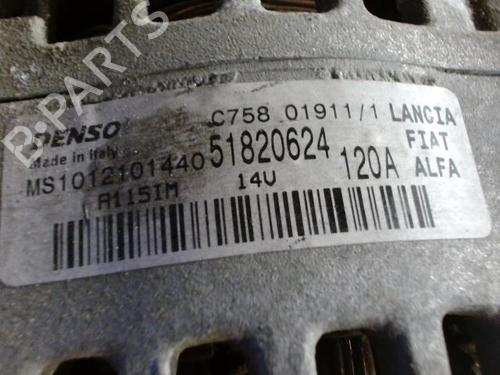 B-PARTS
C758 01911/1 LANCIA
DENSO
Made in Italy
51820624 FIAT
MS1012101440 120A ALFA
A115IM 14V